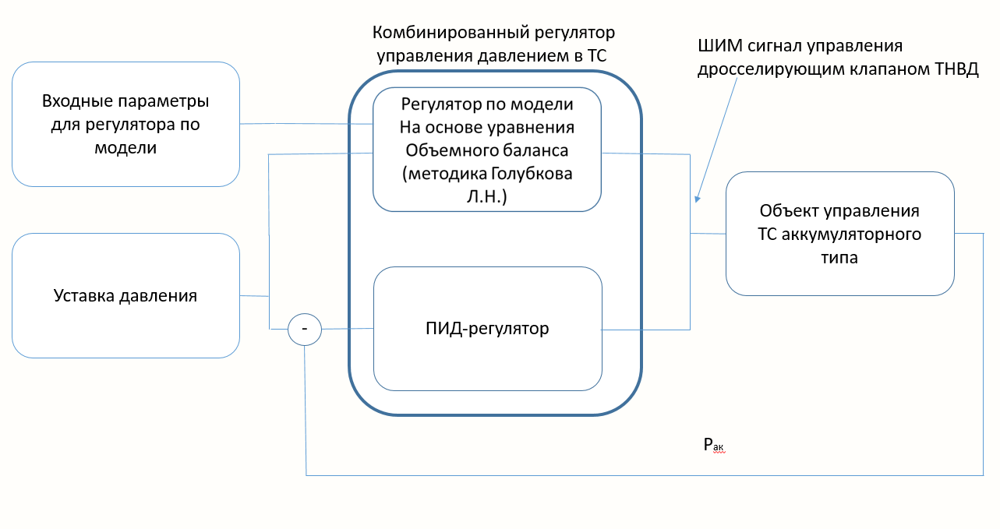 Комбинированный регулятор
управления давлением в ТС
ШИМ сигнал управления
дросселирующим клапаном ТНВД
Входные параметры
для регулятора по
модели
Регулятор по модели
На основе уравнения
Объемного баланса
(методика Голубкова
Л.Н.)
Объект управления
ТС аккумуляторного
типа
Уставка давления
-
ПИД-регулятор
Рак